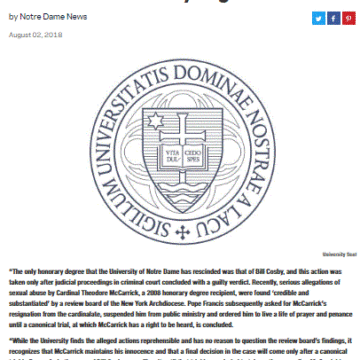 by Notre Dame News
August 02, 2018
SIGILLUM UNIVERSITATIS DOMINAE NOSTRAE A LACU
VITA CEDO
DUL SPES
University Seal
"The only honorary degree that the University of Notre Dame has rescinded was that of Bill Cosby, and this action was
taken only after judicial proceedings in criminal court concluded with a guilty verdict. Recently, serious allegations of
sexual abuse by Cardinal Theodore McCarrick, a 2008 honorary degree recipient, were found 'credible and
substantiated' by a review board of the New York Archdiocese. Pope Francis subsequently asked for McCarrick's
resignation from the cardinalate, suspended him from public ministry and ordered him to live a life of prayer and penance
until a canonical trial, at which McCarrick has a right to be heard, is concluded.
"While the University finds the alleged actions reprehensible and has no reason to question the review board's findings, it
recognizes that McCarrick maintains his innocence and that a final decision in the case will come only after a canonical